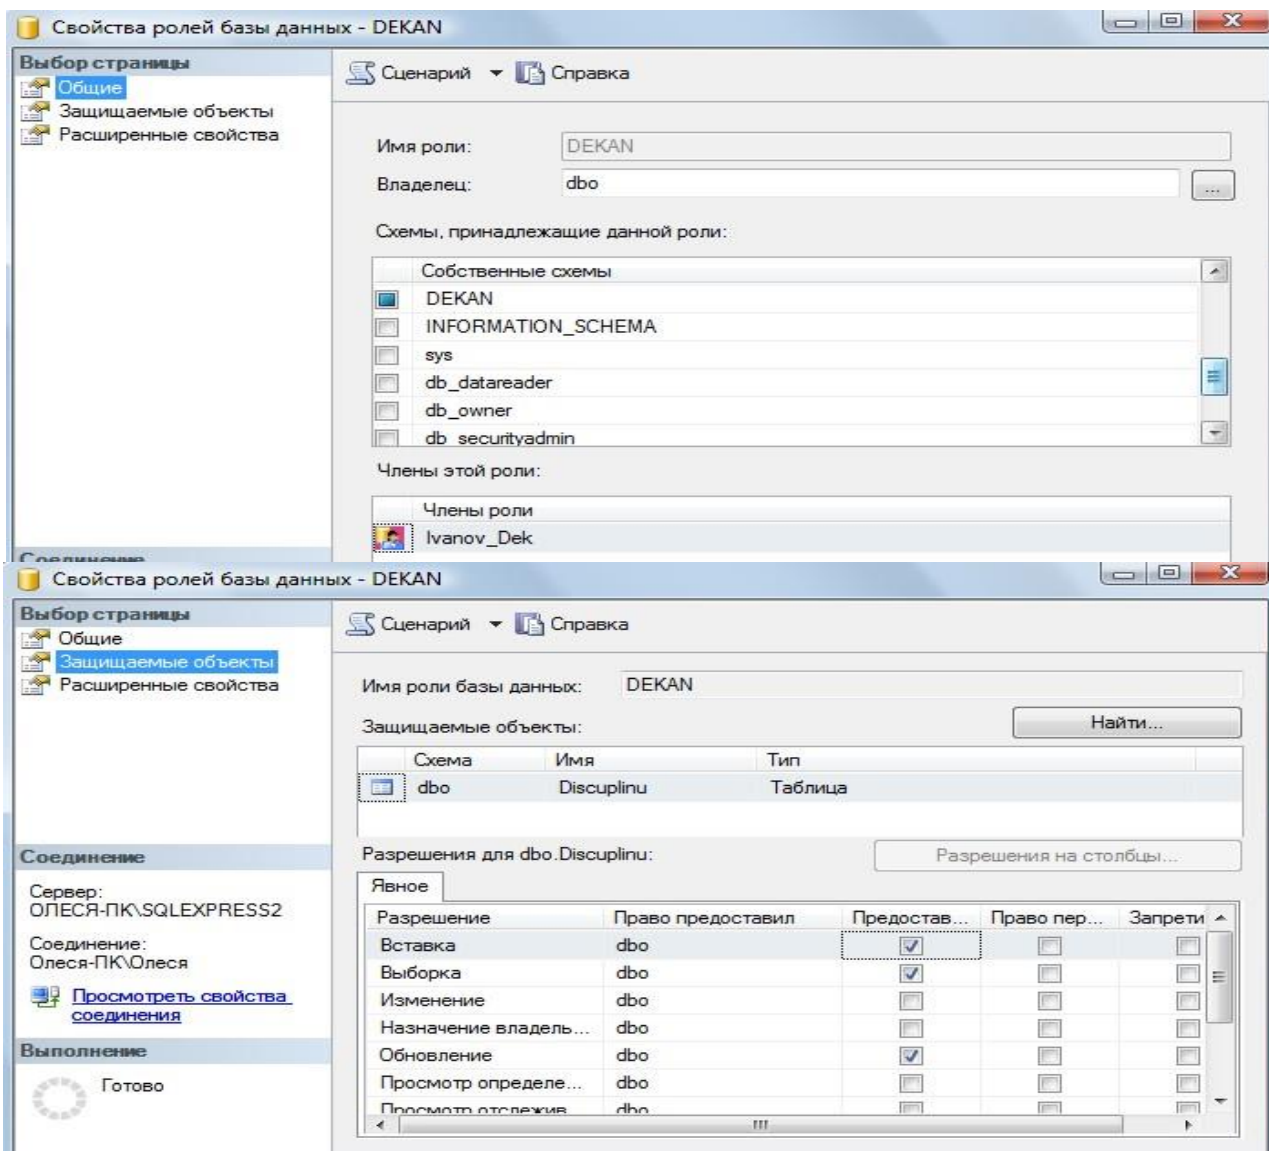 Свойства ролей базы данных - DEKAN
Выбор страницы
Общие
Защищаемые объекты
Расширенные свойства
Сценарий Справка
Имя роли: DEKAN
Владелец: dbo ...
Схемы, принадлежащие данной роли:
Собственные схемы
DEKAN
INFORMATION_SCHEMA
sys
db_datareader
db_owner
db_securityadmin
Члены этой роли:
Члены роли
Ivanov_Dek
Соединение
Свойства ролей базы данных - DEKAN
Выбор страницы
Общие
Защищаемые объекты
Расширенные свойства
Соединение
Сервер:
ОЛЕСЯ-ПК\SQLEXPRESS2
Соединение:
Олеся-ПК\Олеся
Просмотреть свойства
соединения
Выполнение
Готово
Сценарий Справка
Имя роли базы данных: DEKAN
Защищаемые объекты: Найти...
Схема Имя Тип
dbo Discuplinu Таблица
Разрешения для dbo.Discuplinu: Разрешения на столбцы...
Явное
Разрешение Право предоставил Предостав... Право пер... Запрети
Вставка dbo
Выборка dbo
Изменение dbo
Назначение владель... dbo
Обновление dbo
Просмотр определе... dbo
Просмотр отслежив dbo